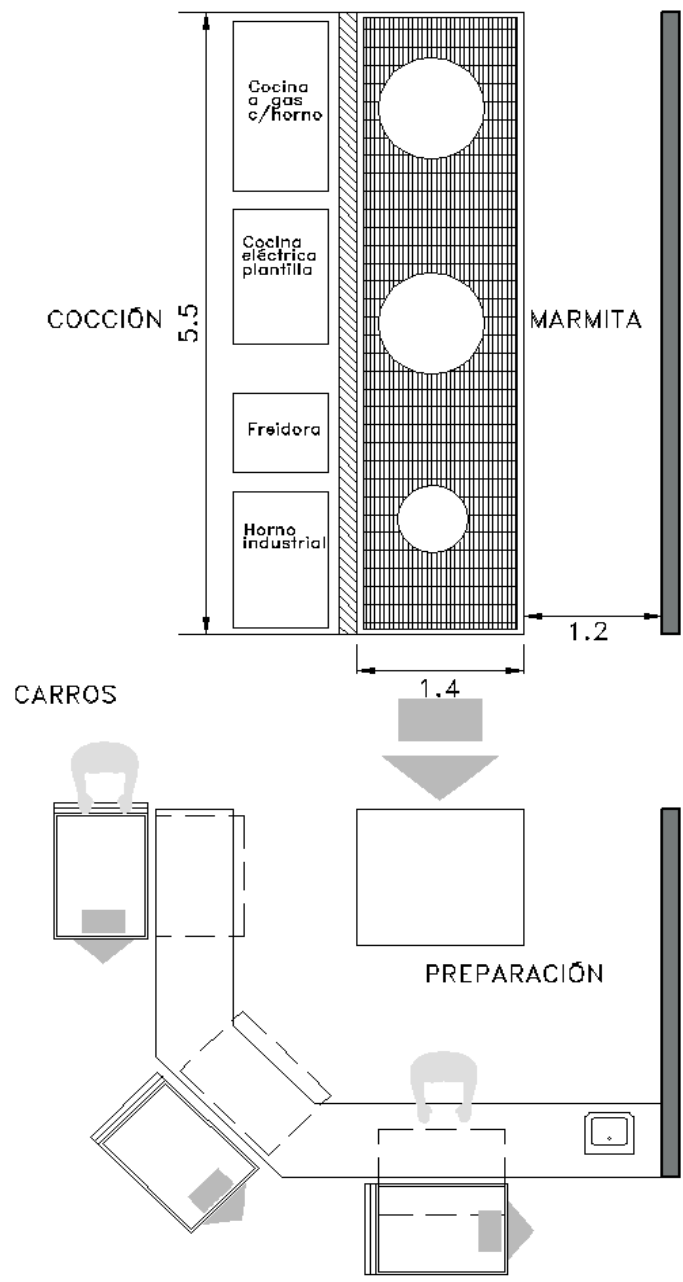 Cocina
a gas
c/horno
Cocina
eléctrica
plantilla
COCCIÓN
5.5
MARMITA
Freidora
Horno
industrial
1.2
1.4
CARROS
PREPARACIÓN